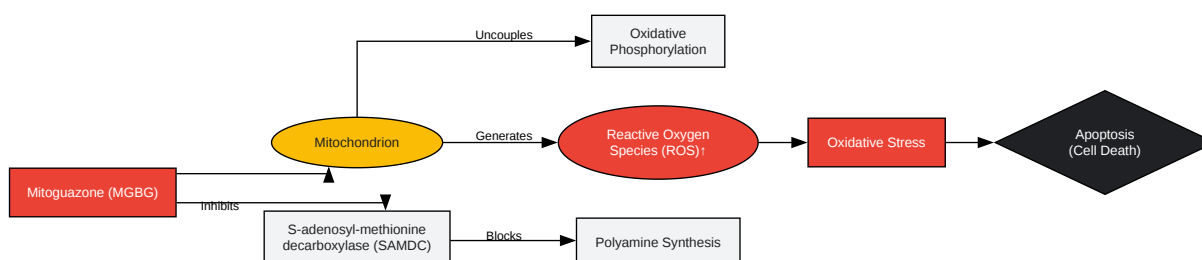 Uncouples
Oxidative
Phosphorylation
Mitochondrion
Generates
Reactive Oxygen
Species (ROS)↑
Oxidative Stress
Apoptosis
(Cell Death)
Mitoguazone (MGBG)
Inhibits
S-adenosyl-methionine
decarboxylase (SAMDC)
Blocks
Polyamine Synthesis